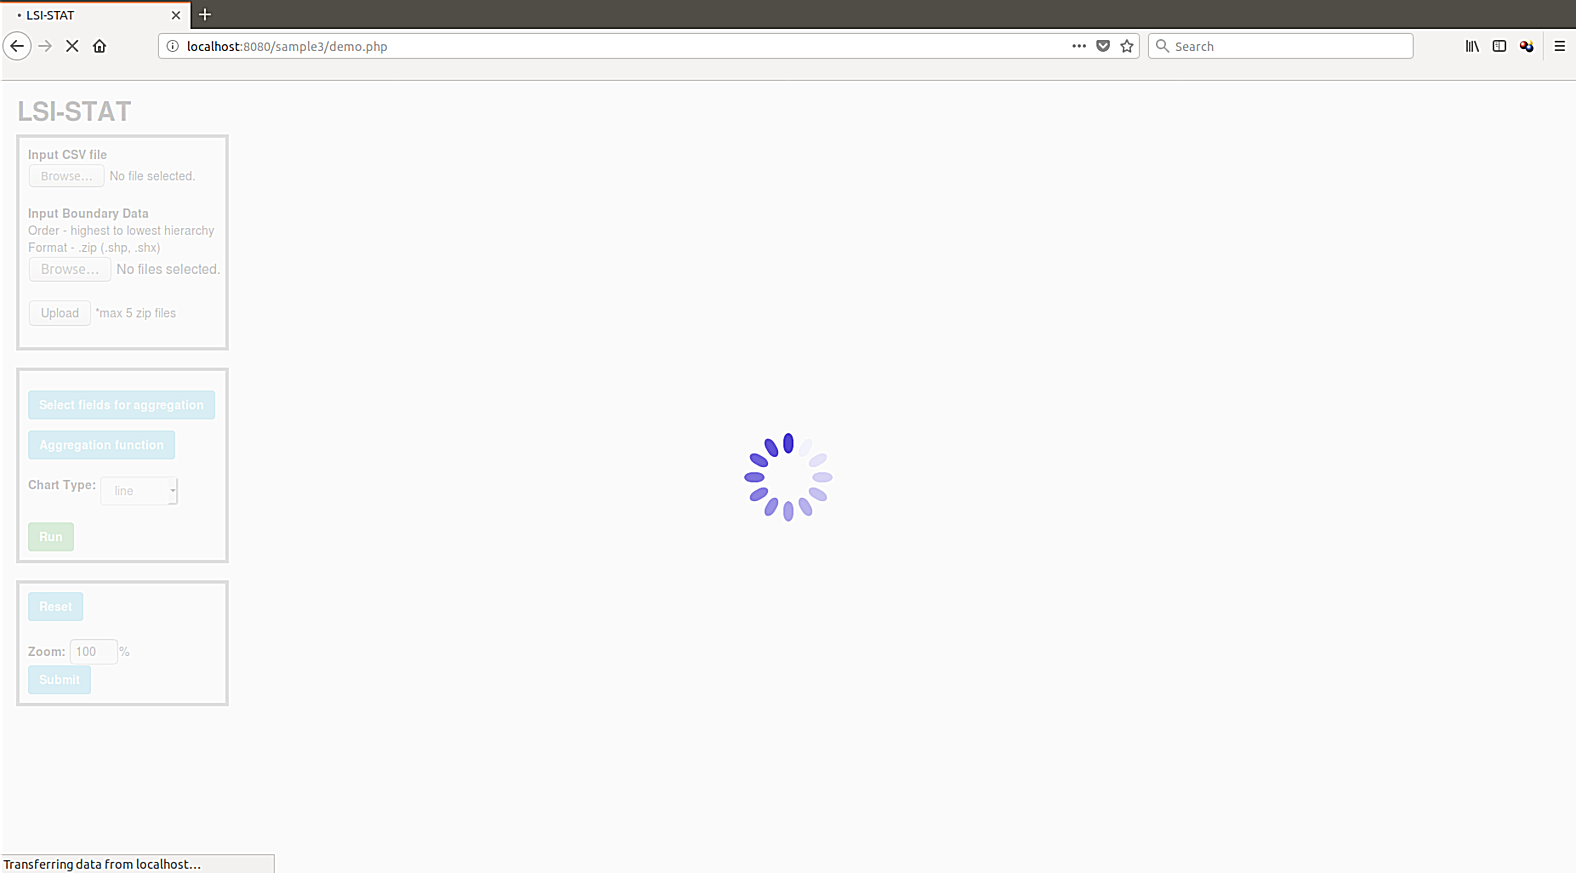 LSI-STAT
localhost:8080/sample3/demo.php
Search
LSI-STAT
Input CSV file
Browse... No file selected.
Input Boundary Data
Order - highest to lowest hierarchy
Format - .zip (.shp, .shx)
Browse... No files selected.
Upload *max 5 zip files
Select fields for aggregation
Aggregation function
Chart Type: line
Run
Reset
Zoom: 100 %
Submit
Transferring data from localhost...